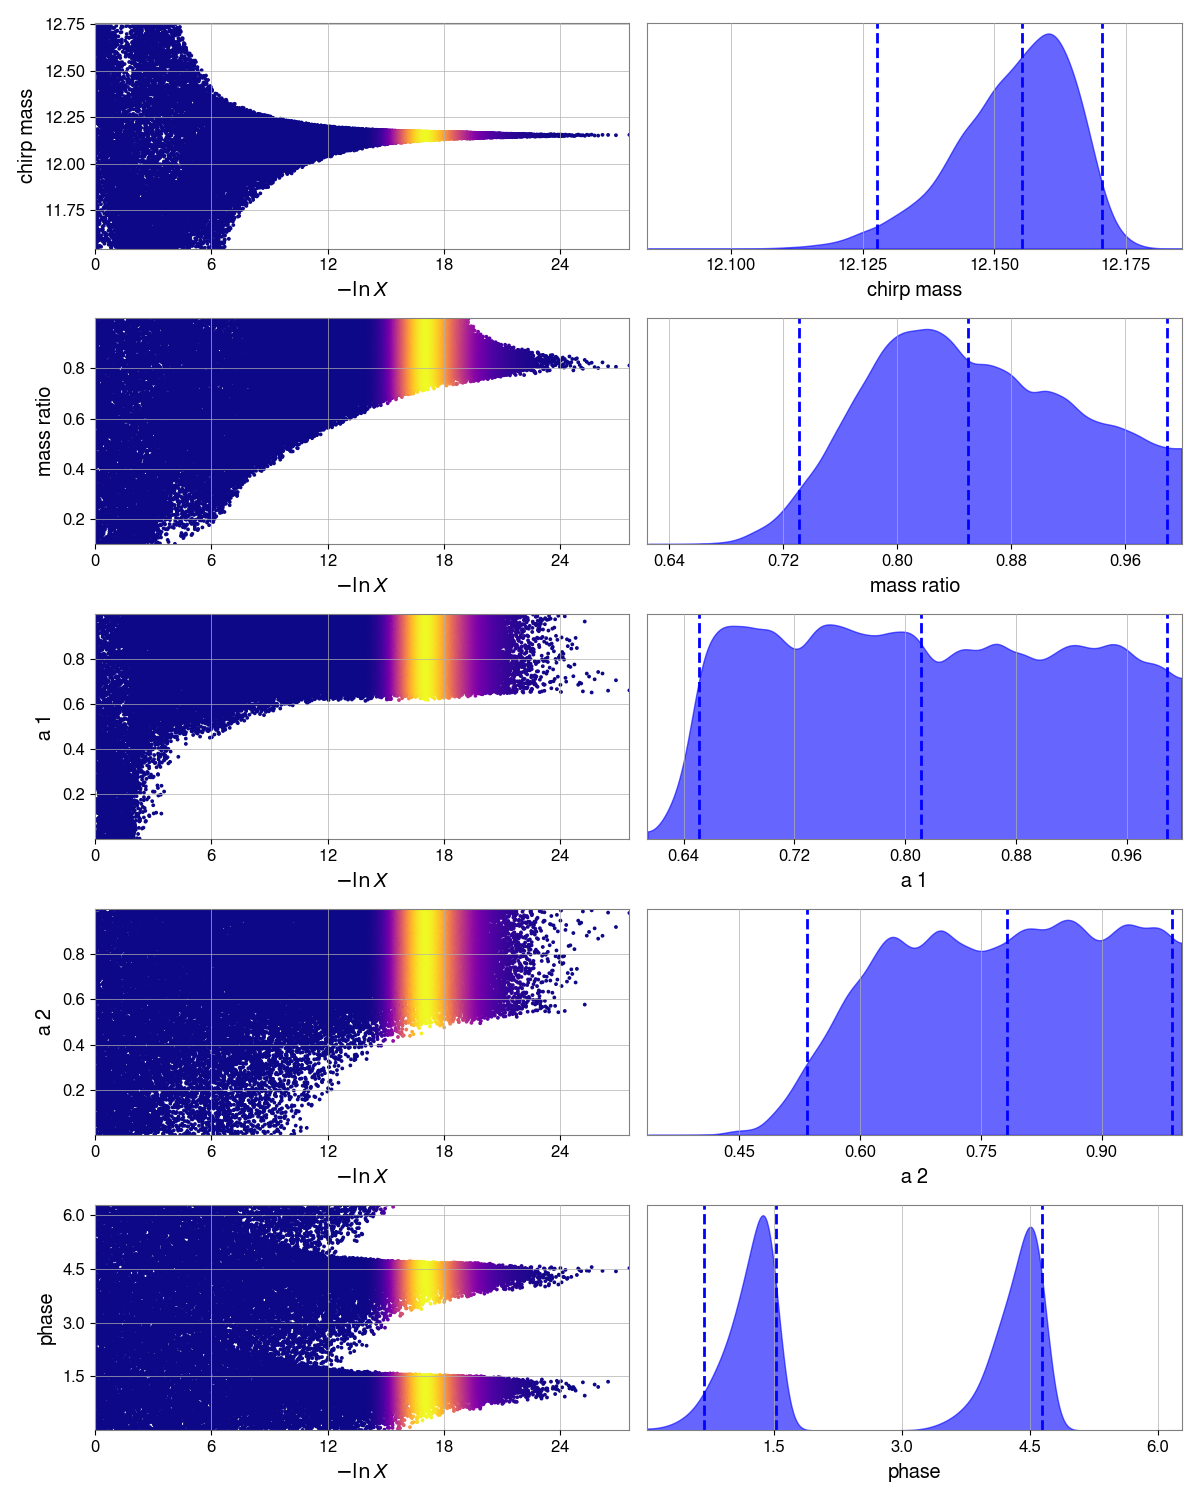 12.75
12.50
12.25
12.00
11.75
chirp mass
0 6 12 18 24
−ln X
12.100 12.125 12.150 12.175
chirp mass
0.8
0.6
0.4
0.2
mass ratio
0 6 12 18 24
−ln X
0.64 0.72 0.80 0.88 0.96
mass ratio
0.8
0.6
0.4
0.2
a 1
0 6 12 18 24
−ln X
0.64 0.72 0.80 0.88 0.96
a 1
0.8
0.6
0.4
0.2
a 2
0 6 12 18 24
−ln X
0.45 0.60 0.75 0.90
a 2
6.0
4.5
3.0
1.5
phase
0 6 12 18 24
−ln X
1.5 3.0 4.5 6.0
phase